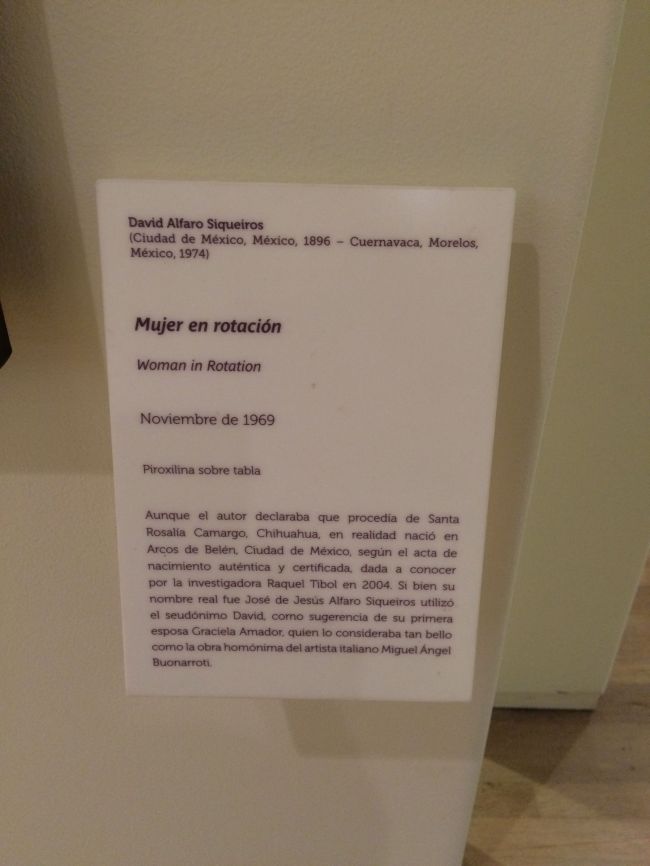 David Alfaro Siqueiros
(Ciudad de México, México, 1896 – Cuernavaca, Morelos,
México, 1974)
Mujer en rotación
Woman in Rotation
Noviembre de 1969
Piroxilina sobre tabla
Aunque el autor declaraba que procedía de Santa
Rosalía Camargo, Chihuahua, en realidad nació en
Arcos de Belén, Ciudad de México, según el acta de
nacimiento auténtica y certificada, dada a conocer
por la investigadora Raquel Tibol en 2004. Si bien su
nombre real fue José de Jesús Alfaro Siqueiros utilizó
el seudónimo David, como sugerencia de su primera
esposa Graciela Amador, quien lo consideraba tan bello
como la obra homónima del artista italiano Miguel Ángel
Buonarroti.